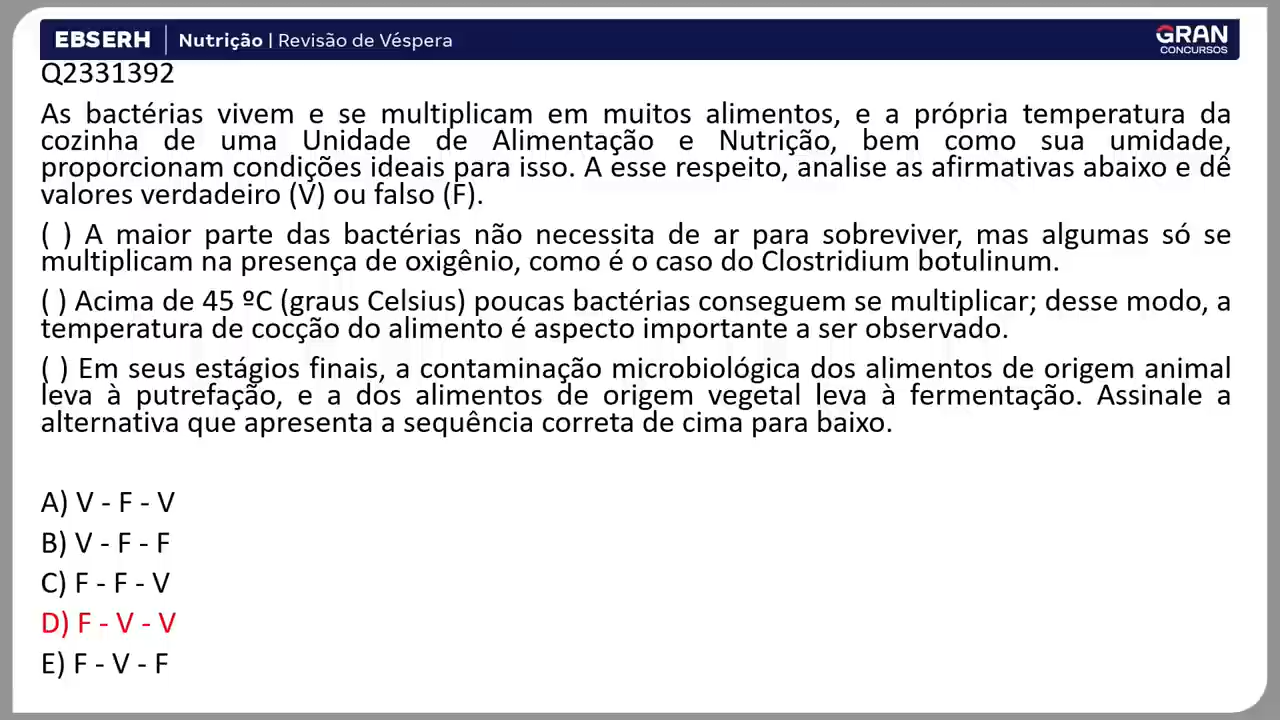 EBSERH | Nutrição | Revisão de Véspera
GRAN
CONCURSOS
Q2331392
As bactérias vivem e se multiplicam em muitos alimentos, e a própria temperatura da
cozinha de uma Unidade de Alimentação e Nutrição, bem como sua umidade,
proporcionam condições ideais para isso. A esse respeito, analise as afirmativas abaixo e dê
valores verdadeiro (V) ou falso (F).
( ) A maior parte das bactérias não necessita de ar para sobreviver, mas algumas só se
multiplicam na presença de oxigênio, como é o caso do Clostridium botulinum.
( ) Acima de 45 ºC (graus Celsius) poucas bactérias conseguem se multiplicar; desse modo, a
temperatura de cocção do alimento é aspecto importante a ser observado.
( ) Em seus estágios finais, a contaminação microbiológica dos alimentos de origem animal
leva à putrefação, e a dos alimentos de origem vegetal leva à fermentação. Assinale a
alternativa que apresenta a sequência correta de cima para baixo.
A) V - F - V
B) V - F - F
C) F - F - V
D) F - V - V
E) F - V - F